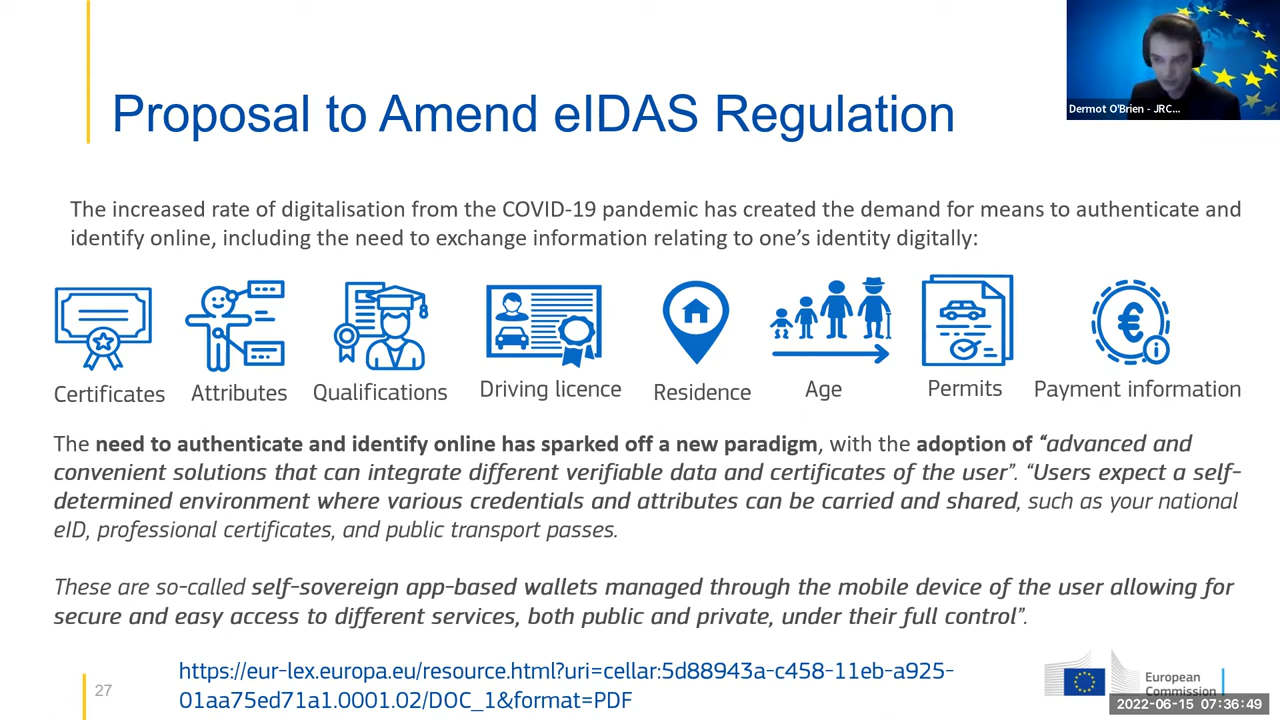 Dermot O'Brien - JRC...
Proposal to Amend eIDAS Regulation
The increased rate of digitalisation from the COVID-19 pandemic has created the demand for means to authenticate and
identify online, including the need to exchange information relating to one’s identity digitally:
Certificates
Attributes
Qualifications
Driving licence
Residence
Age
Permits
Payment information
The need to authenticate and identify online has sparked off a new paradigm, with the adoption of “advanced and
convenient solutions that can integrate different verifiable data and certificates of the user”. “Users expect a self-
determined environment where various credentials and attributes can be carried and shared, such as your national
eID, professional certificates, and public transport passes.
These are so-called self-sovereign app-based wallets managed through the mobile device of the user allowing for
secure and easy access to different services, both public and private, under their full control”.
https://eur-lex.europa.eu/resource.html?uri=cellar:5d88943a-c458-11eb-a925-
01aa75ed71a1.0001.02/DOC_1&format=PDF
27
European
Commission
2022-06-15 07:36:49